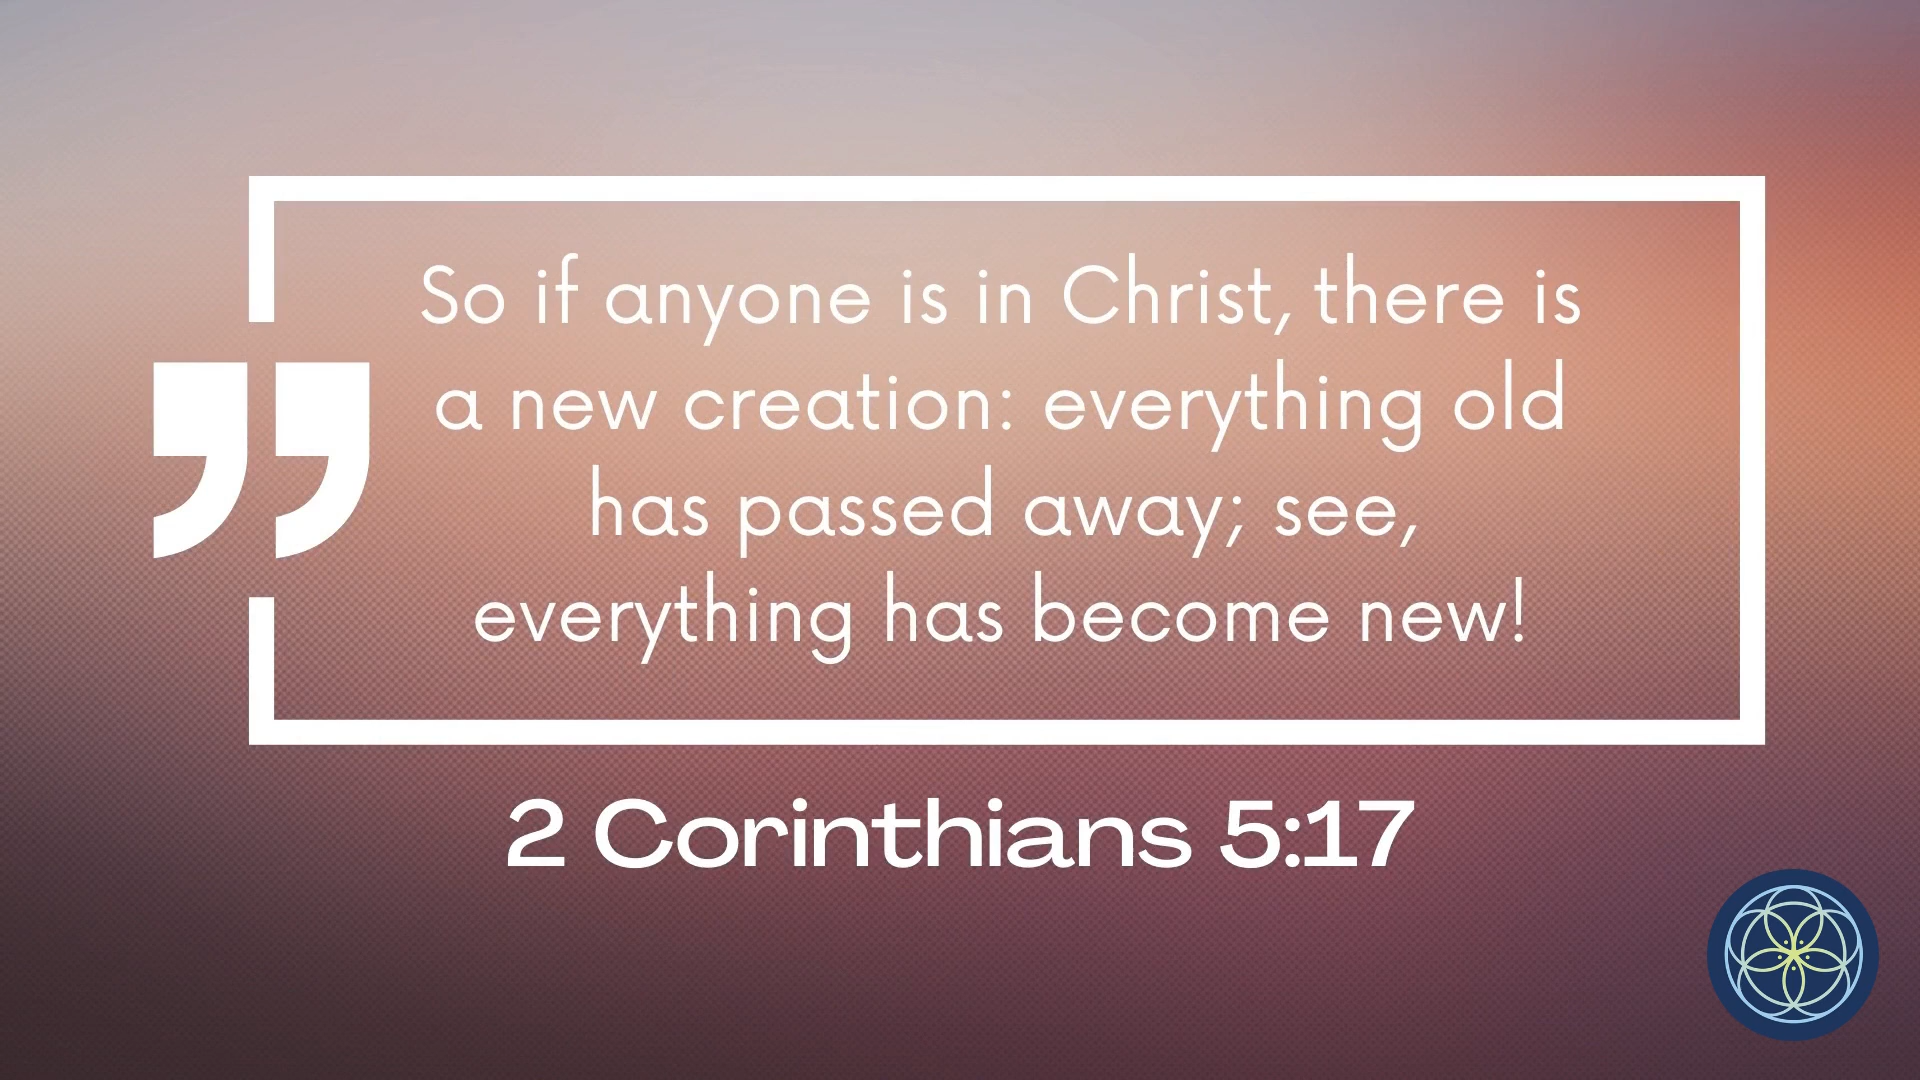 So if anyone is in Christ, there is
a new creation: everything old
has passed away; see,
everything has become new!
2 Corinthians 5:17